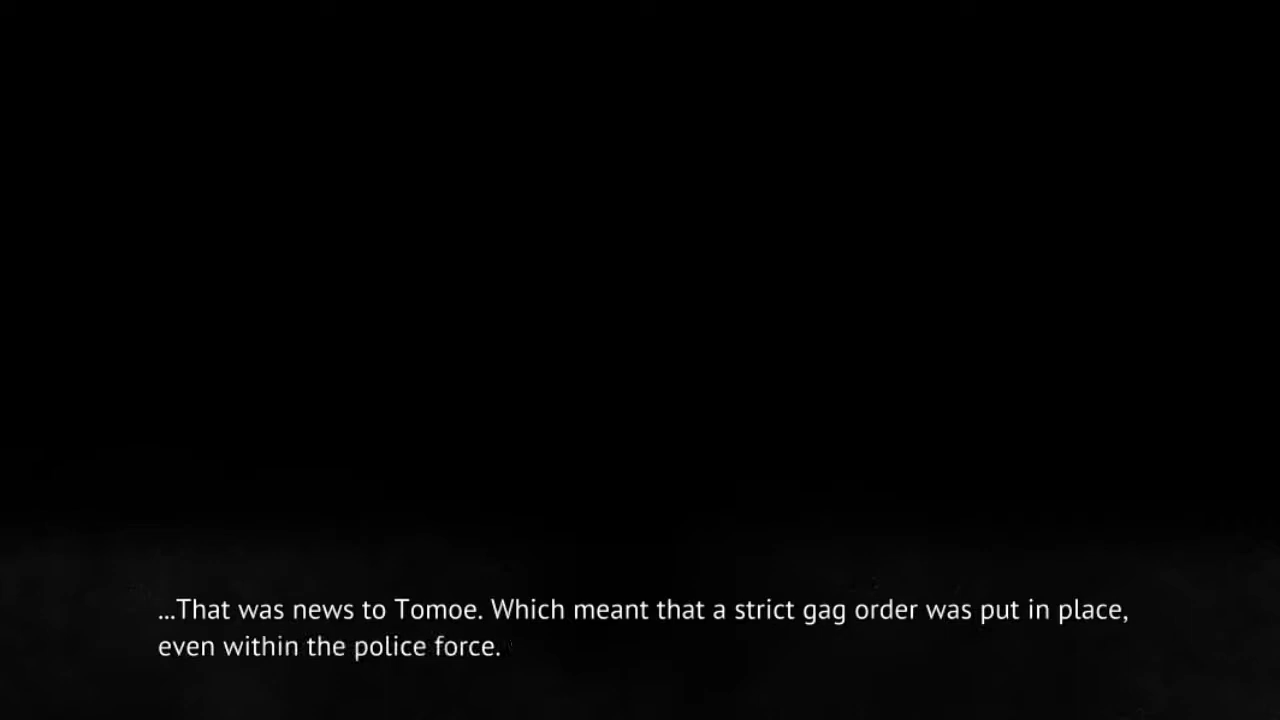 ...That was news to Tomoe. Which meant that a strict gag order was put in place,
even within the police force.